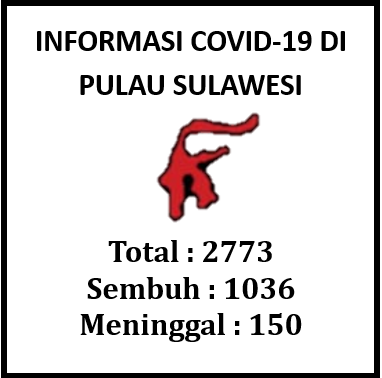 INFORMASI COVID-19 DI
PULAU SULAWESI
Total : 2773
Sembuh : 1036
Meninggal : 150